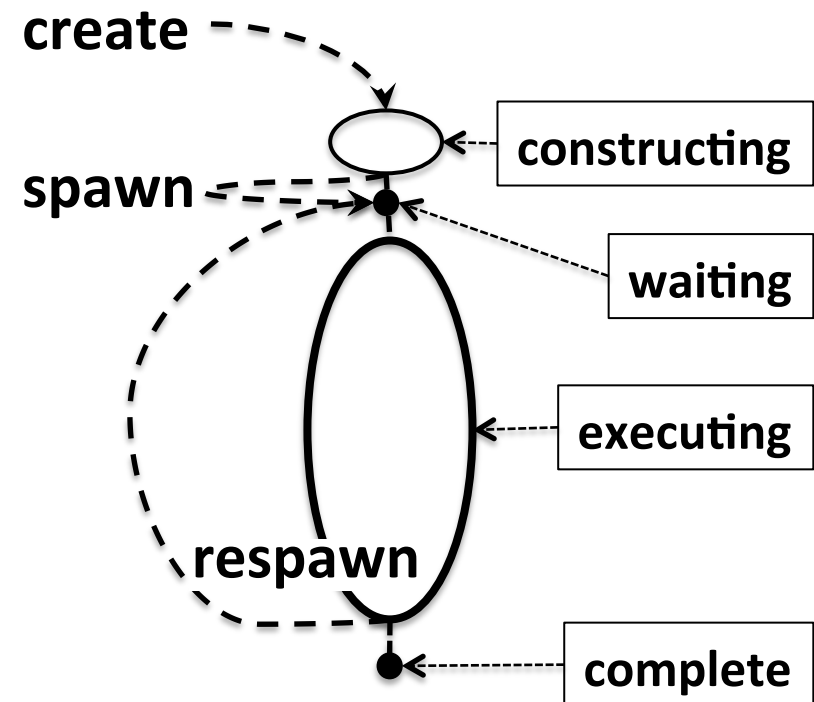 create
constructing
spawn
waiting
executing
respawn
complete